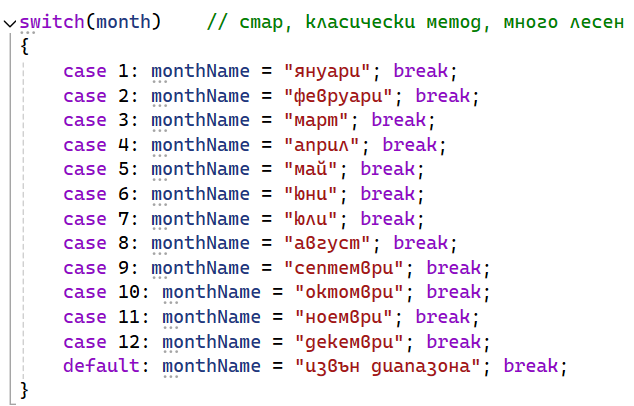 switch(month)    // стар, класически метод, много лесен
{
    case 1: monthName = "януари"; break;
    case 2: monthName = "февруари"; break;
    case 3: monthName = "март"; break;
    case 4: monthName = "април"; break;
    case 5: monthName = "май"; break;
    case 6: monthName = "юни"; break;
    case 7: monthName = "юли"; break;
    case 8: monthName = "август"; break;
    case 9: monthName = "септември"; break;
    case 10: monthName = "октомври"; break;
    case 11: monthName = "ноември"; break;
    case 12: monthName = "декември"; break;
    default: monthName = "извън диапазона"; break;
}